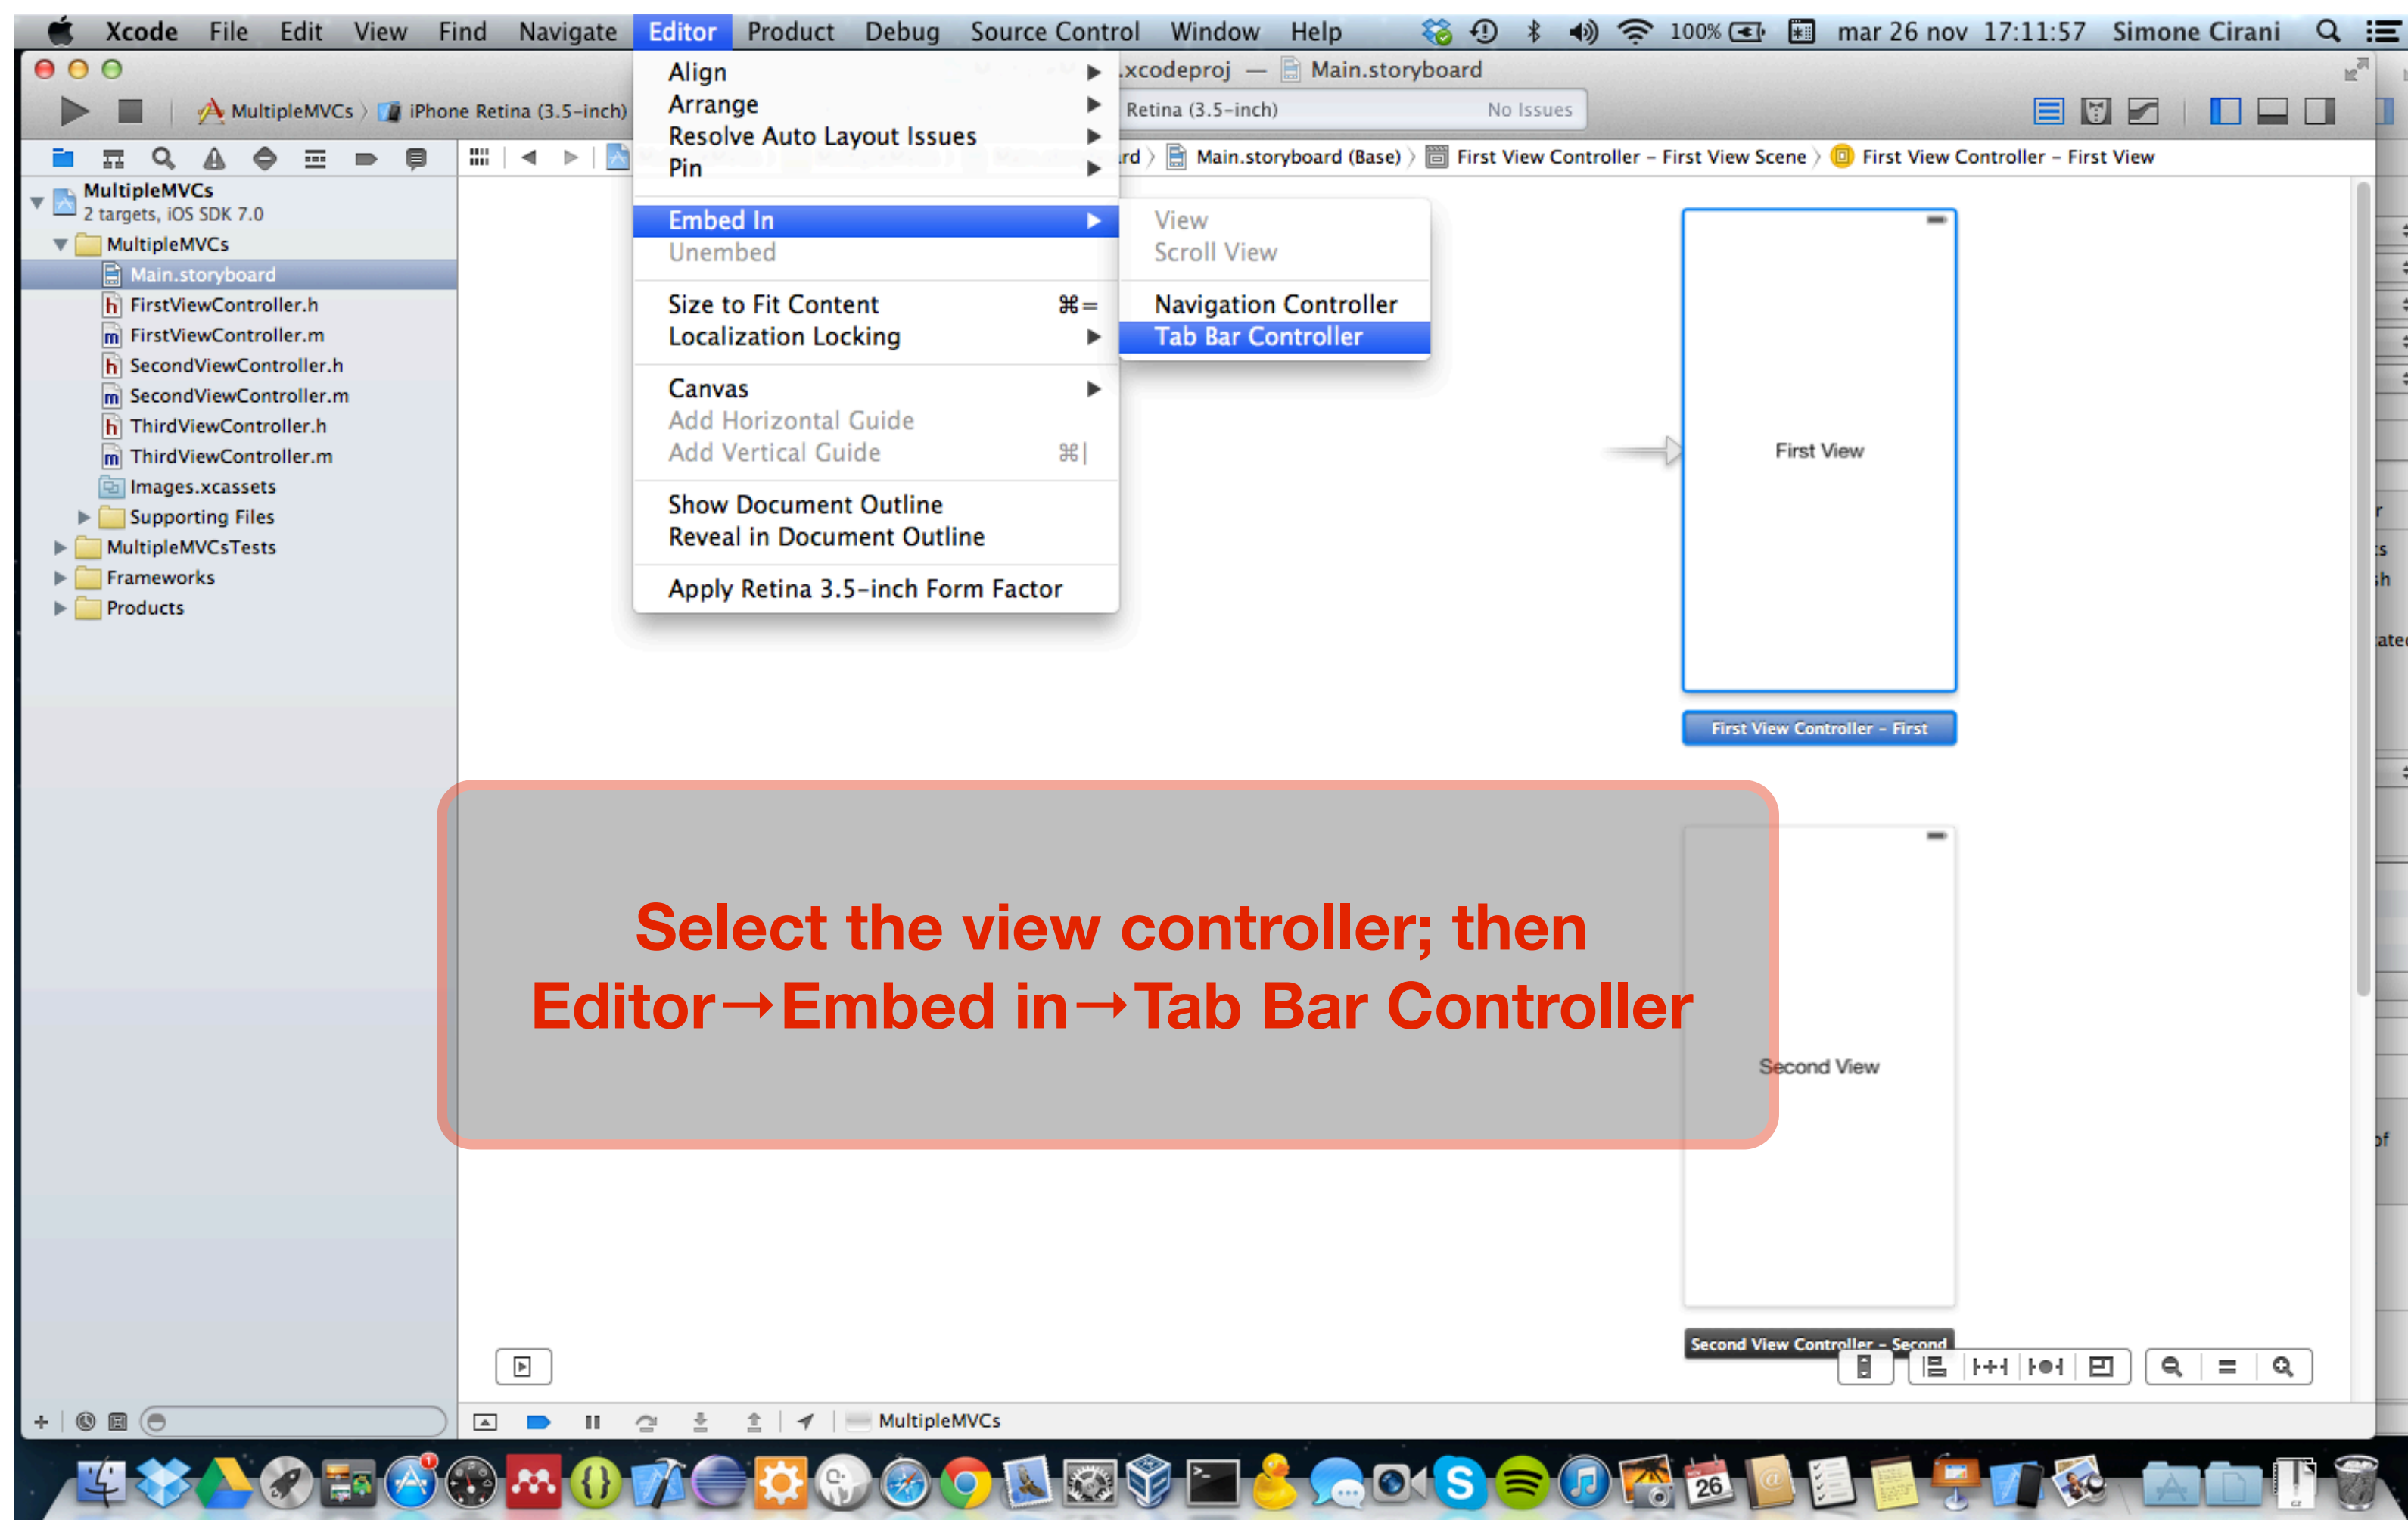 Xcode File Edit View Find Navigate Editor Product Debug Source Control Window Help 100% mar 26 nov 17:11:57 Simone Cirani
.xcodeproj — Main.storyboard
MultipleMVCs iPhone Retina (3.5-inch)
Retina (3.5-inch) No Issues
Main.storyboard (Base) First View Controller – First View Scene First View Controller – First View
Align
Arrange
Resolve Auto Layout Issues
Pin
Embed In
Unembed
Size to Fit Content ⌘=
Localization Locking
Canvas
Add Horizontal Guide
Add Vertical Guide ⌘|
Show Document Outline
Reveal in Document Outline
Apply Retina 3.5-inch Form Factor
View
Scroll View
Navigation Controller
Tab Bar Controller
MultipleMVCs
2 targets, iOS SDK 7.0
MultipleMVCs
Main.storyboard
h FirstViewController.h
m FirstViewController.m
h SecondViewController.h
m SecondViewController.m
h ThirdViewController.h
m ThirdViewController.m
Images.xcassets
Supporting Files
MultipleMVCsTests
Frameworks
Products
First View
First View Controller – First
Select the view controller; then
Editor→Embed in→Tab Bar Controller
Second View
Second View Controller – Second
MultipleMVCs
NOV
26